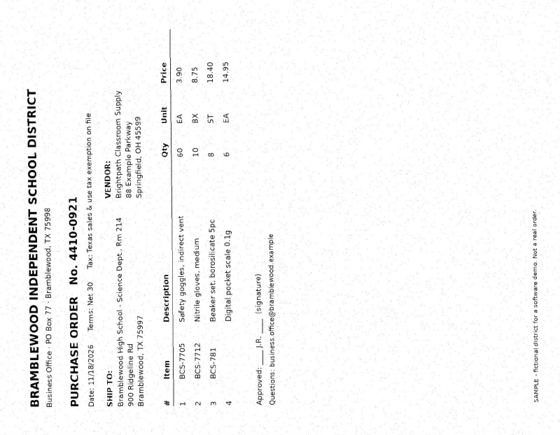 BRAMBLEWOOD INDEPENDENT SCHOOL DISTRICT
Business Office · PO Box 77 · Bramblewood, TX 75998
PURCHASE ORDER No. 4410-0921
Date: 11/18/2026 Terms: Net 30 Tax: Texas sales & use tax exemption on file
SHIP TO:
Bramblewood High School - Science Dept., Rm 214
900 Ridgeline Rd
Bramblewood, TX 75997
VENDOR:
Brightpath Classroom Supply
88 Example Parkway
Springfield, OH 45599
# Item Description Qty Unit Price
1 BCS-7705 Safety goggles, indirect vent 60 EA 3.90
2 BCS-7712 Nitrile gloves, medium 10 BX 8.75
3 BCS-781 Beaker set, borosilicate 5pc 8 ST 18.40
4 Digital pocket scale 0.1g 6 EA 14.95
Approved: ___ J.R. ___ (signature)
Questions: business.office@bramblewood example
SAMPLE - fictional district for a software demo. Not a real order.